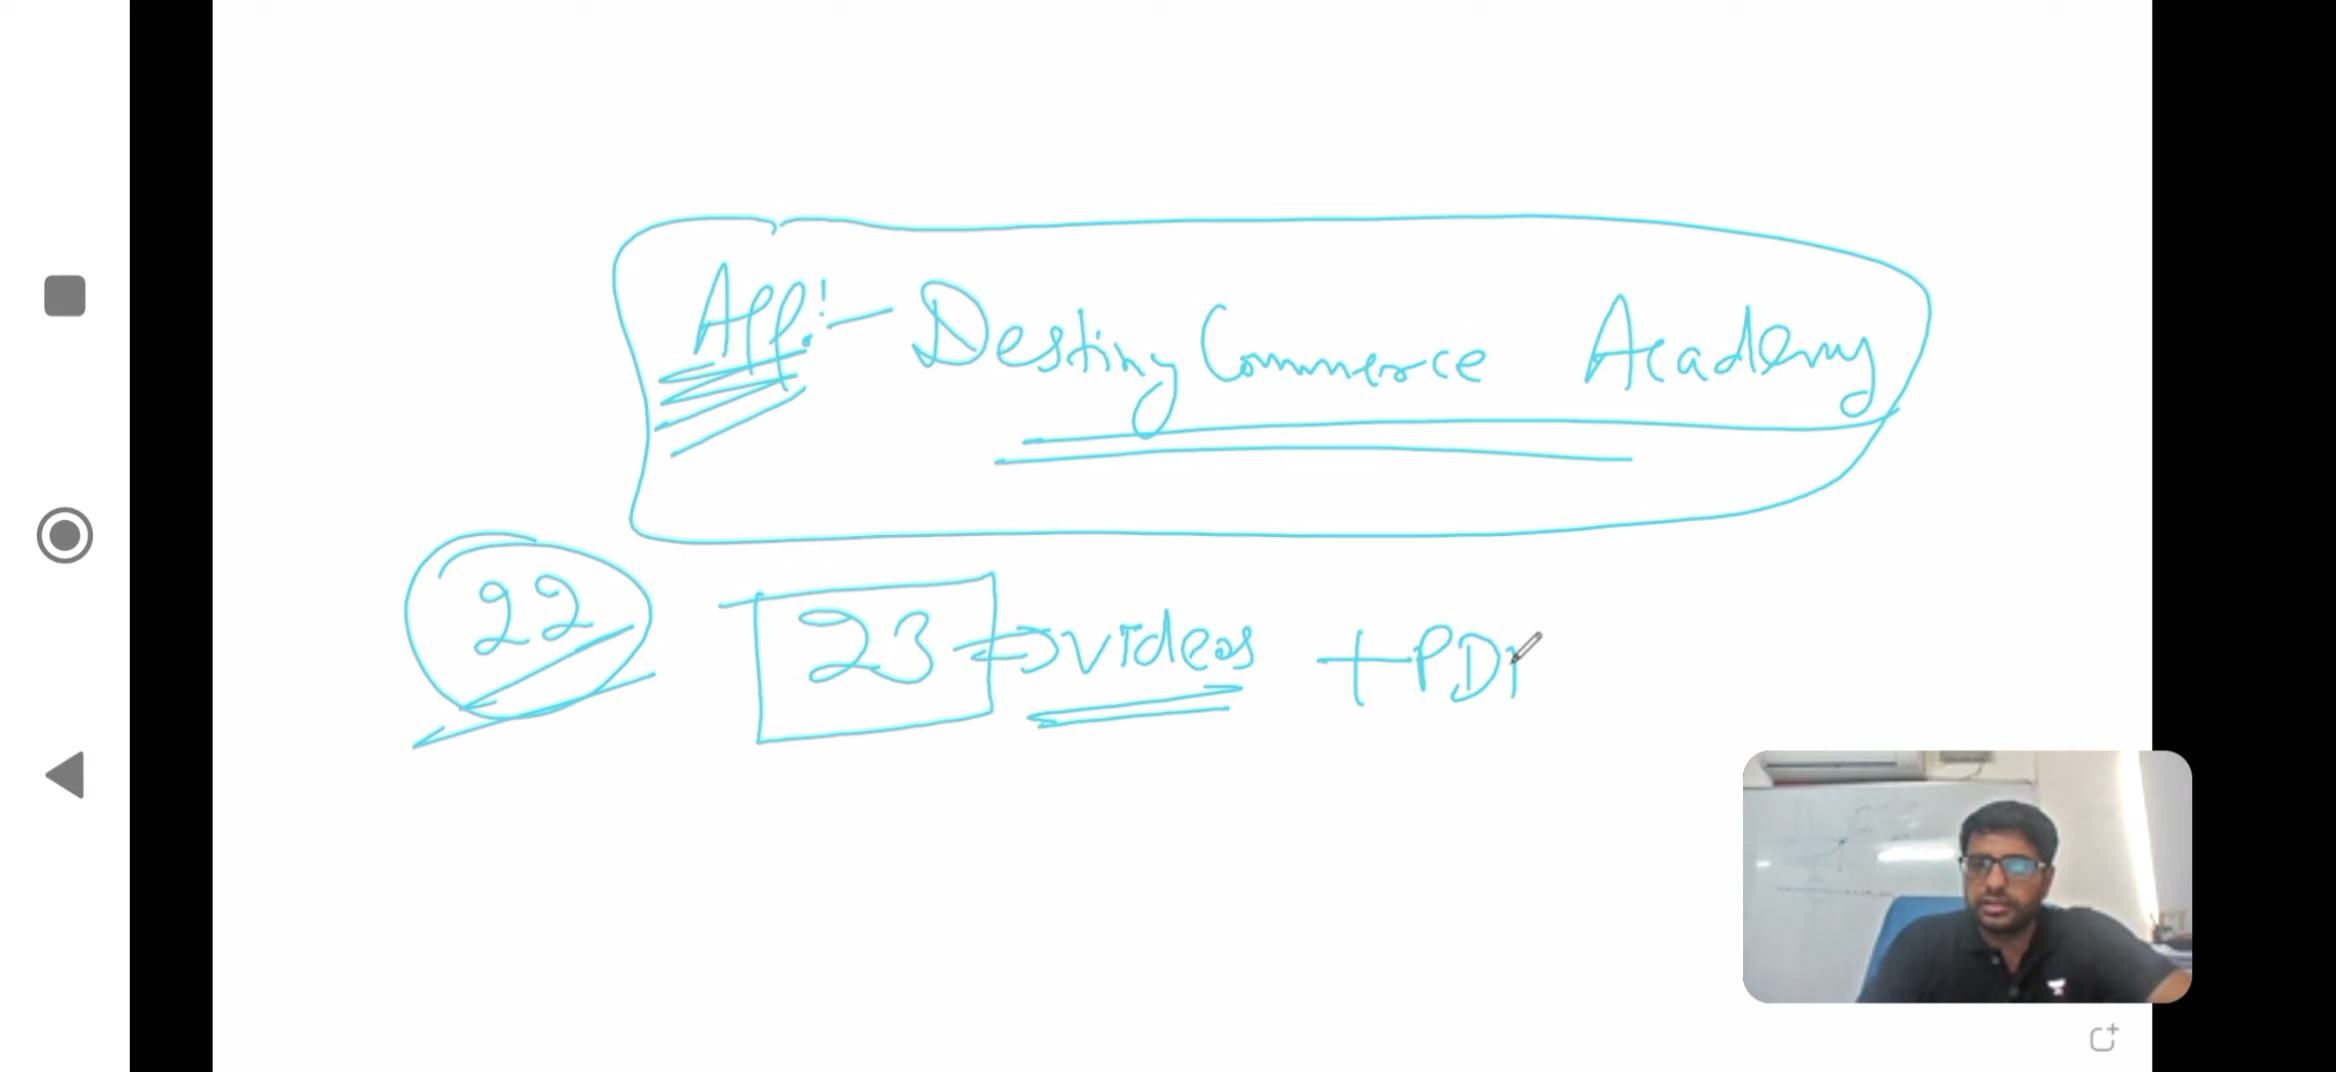 App:- Destiny Commerce Academy
22 23 → videos + PDF